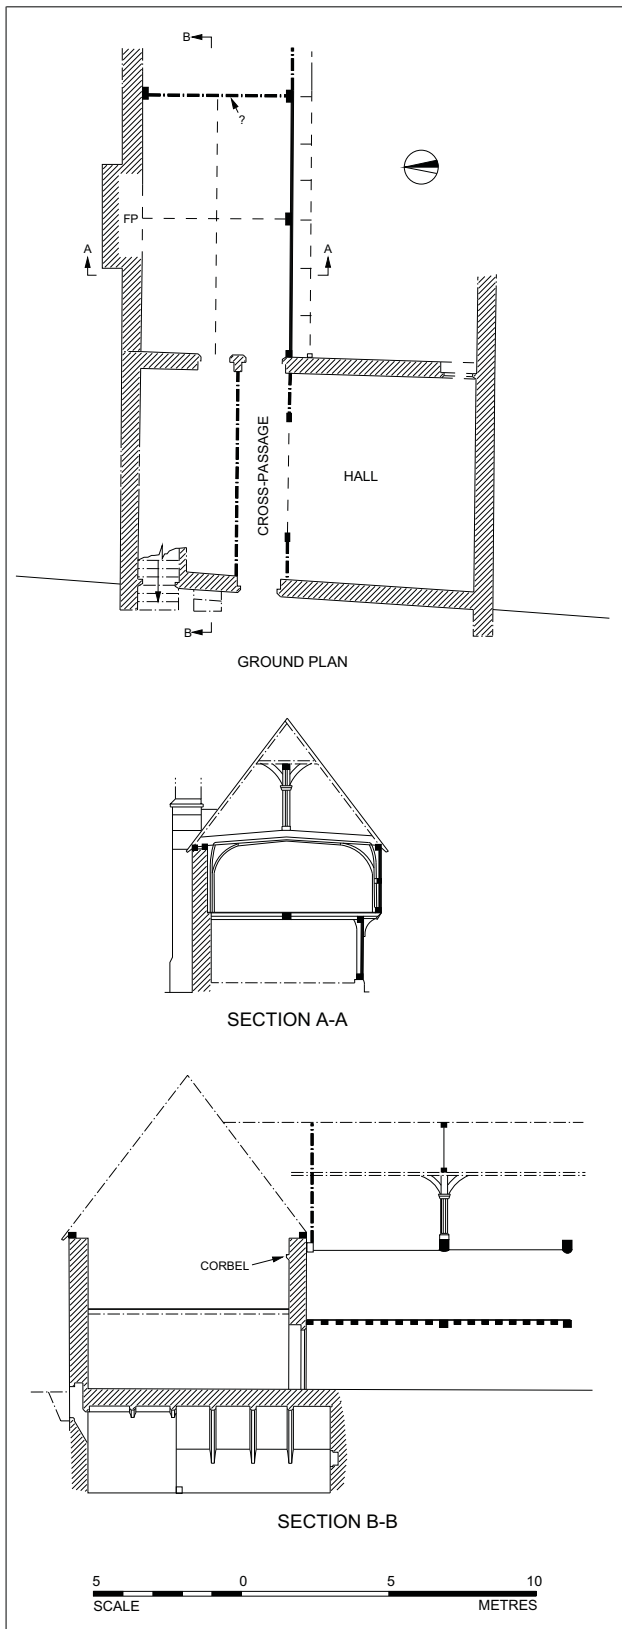 B
?
FP
A
A
CROSS-PASSAGE
HALL
B
GROUND PLAN
SECTION A-A
CORBEL
SECTION B-B
5 0 5 10
SCALE METRES